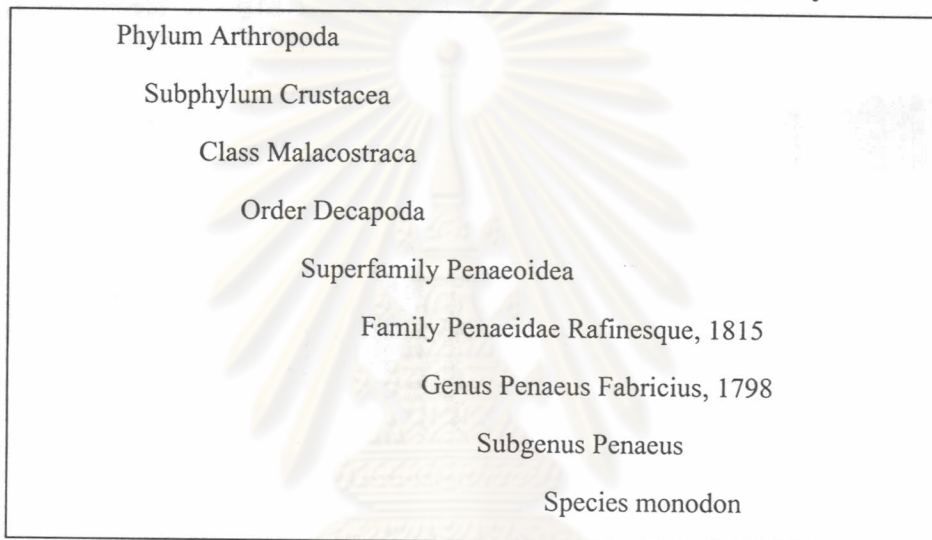 Phylum Arthropoda
Subphylum Crustacea
Class Malacostraca
Order Decapoda
Superfamily Penaeoidea
Family Penaeidae Rafinesque, 1815
Genus Penaeus Fabricius, 1798
Subgenus Penaeus
Species monodon